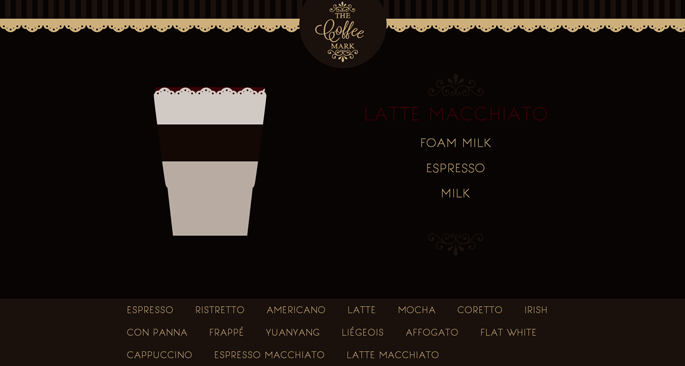 THE
Coffee
MARK
LATTE MACCHIATO
FOAM MILK
ESPRESSO
MILK
ESPRESSO RISTRETTO AMERICANO LATTE MOCHA CORETTO IRISH
CON PANNA FRAPPÉ YUANYANG LIÉGEOIS AFFOGATO FLAT WHITE
CAPPUCCINO ESPRESSO MACCHIATO LATTE MACCHIATO